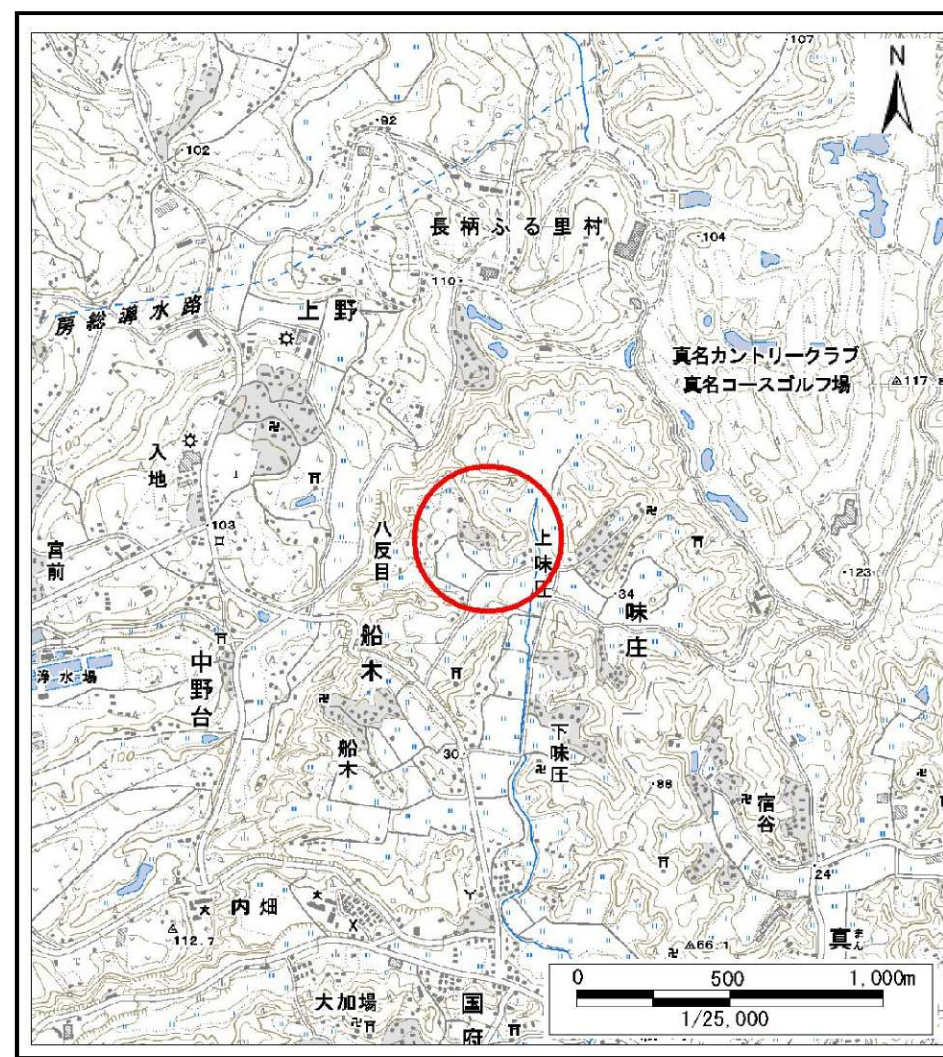 107
N
92
102
長柄ふる里村
104
110
房総導水路
上野
真名カントリークラブ
真名コースゴルフ場
117.8
入地
八反目
103
上味庄
宮前
123
34
味庄
船木
中野台
浄水場
船木
30
下味庄
88
宿谷
24
内畑
112.7
66.1
真
まん
大加場
国府
0 500 1,000m
1/25,000